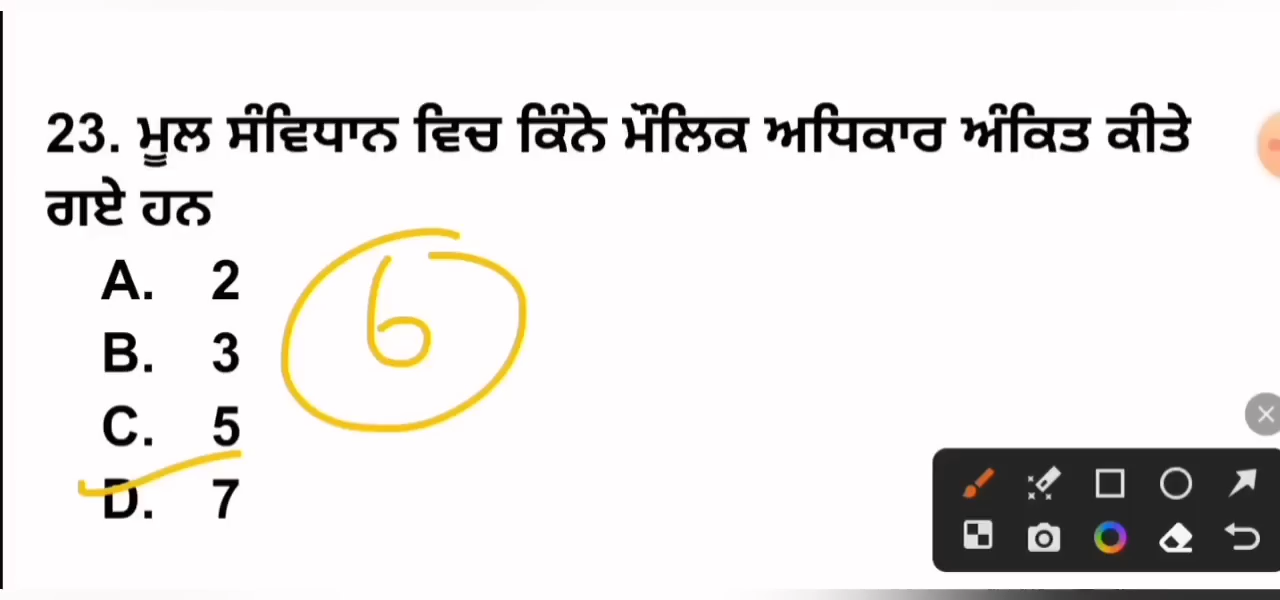 23. ਮੂਲ ਸੰਵਿਧਾਨ ਵਿਚ ਕਿੰਨੇ ਮੌਲਿਕ ਅਧਿਕਾਰ ਅੰਕਿਤ ਕੀਤੇ
ਗਏ ਹਨ
A. 2
B. 3
6
C. 5
D. 7